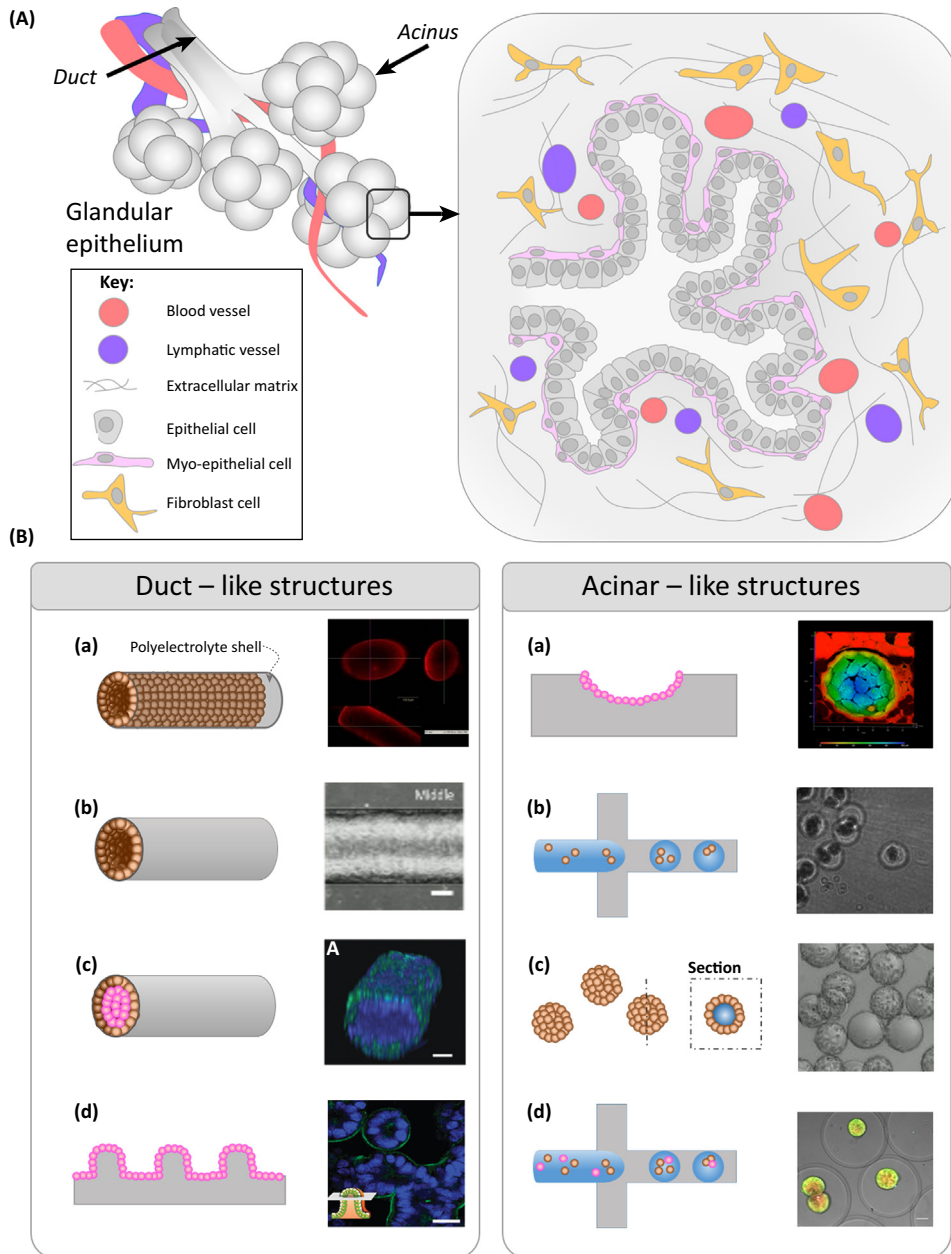 (A)
Duct
Acinus
Glandular
epithelium
Key:
Blood vessel
Lymphatic vessel
Extracellular matrix
Epithelial cell
Myo-epithelial cell
Fibroblast cell
(B)
Duct – like structures
(a)
Polyelectrolyte shell
(b)
Middle
(c)
A
(d)
Acinar – like structures
(a)
(b)
(c)
Section
(d)